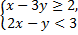 x − 3y ≥ 2,
2x − y < 3